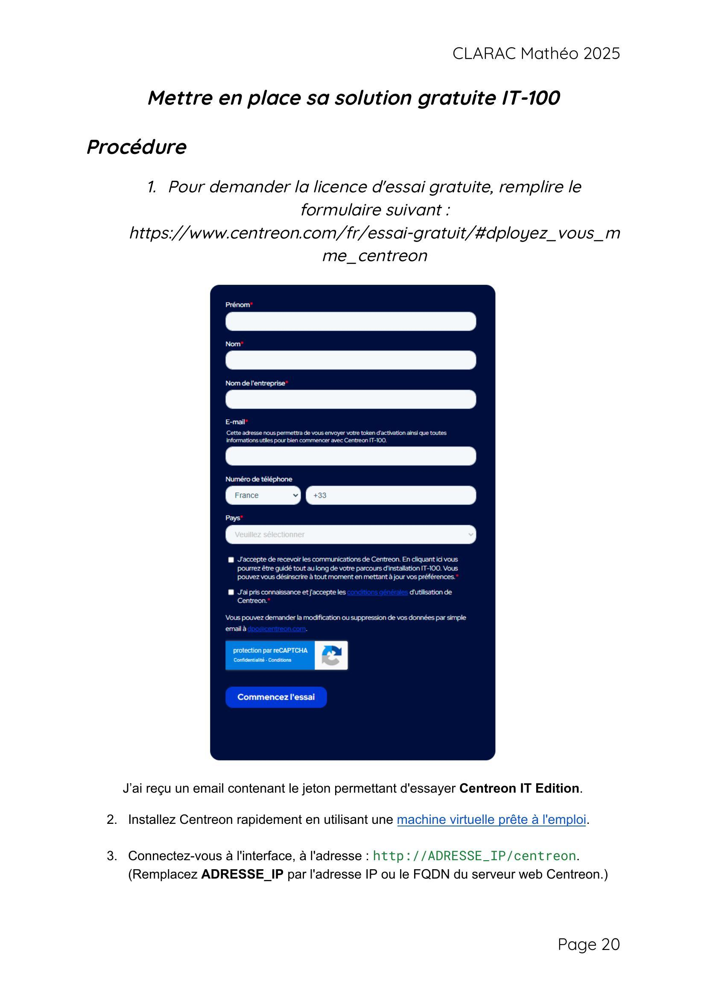 CLARAC Mathéo 2025
Mettre en place sa solution gratuite IT-100
Procédure
1. Pour demander la licence d'essai gratuite, remplire le
formulaire suivant :
https://www.centreon.com/fr/essai-gratuit/#dployez_vous_m
me_centreon
Prénom*
Nom*
Nom de l'entreprise*
E-mail*
Cette adresse nous permettra de vous envoyer votre token d'activation ainsi que toutes
informations utiles pour bien commencer avec Centreon IT-100.
Numéro de téléphone
France +33
Pays*
Veuillez sélectionner
J'accepte de recevoir les communications de Centreon. En cliquant ici vous
pourrez être guidé tout au long de votre parcours d'installation IT-100. Vous
pouvez vous désinscrire à tout moment en mettant à jour vos préférences.*
J'ai pris connaissance et j'accepte les conditions générales d'utilisation de
Centreon.*
Vous pouvez demander la modification ou suppression de vos données par simple
email à dpo@centreon.com.
protection par reCAPTCHA
Confidentialité - Conditions
Commencez l'essai
J’ai reçu un email contenant le jeton permettant d'essayer Centreon IT Edition.
2. Installez Centreon rapidement en utilisant une machine virtuelle prête à l'emploi.
3. Connectez-vous à l'interface, à l'adresse : http://ADRESSE_IP/centreon.
(Remplacez ADRESSE_IP par l'adresse IP ou le FQDN du serveur web Centreon.)
Page 20